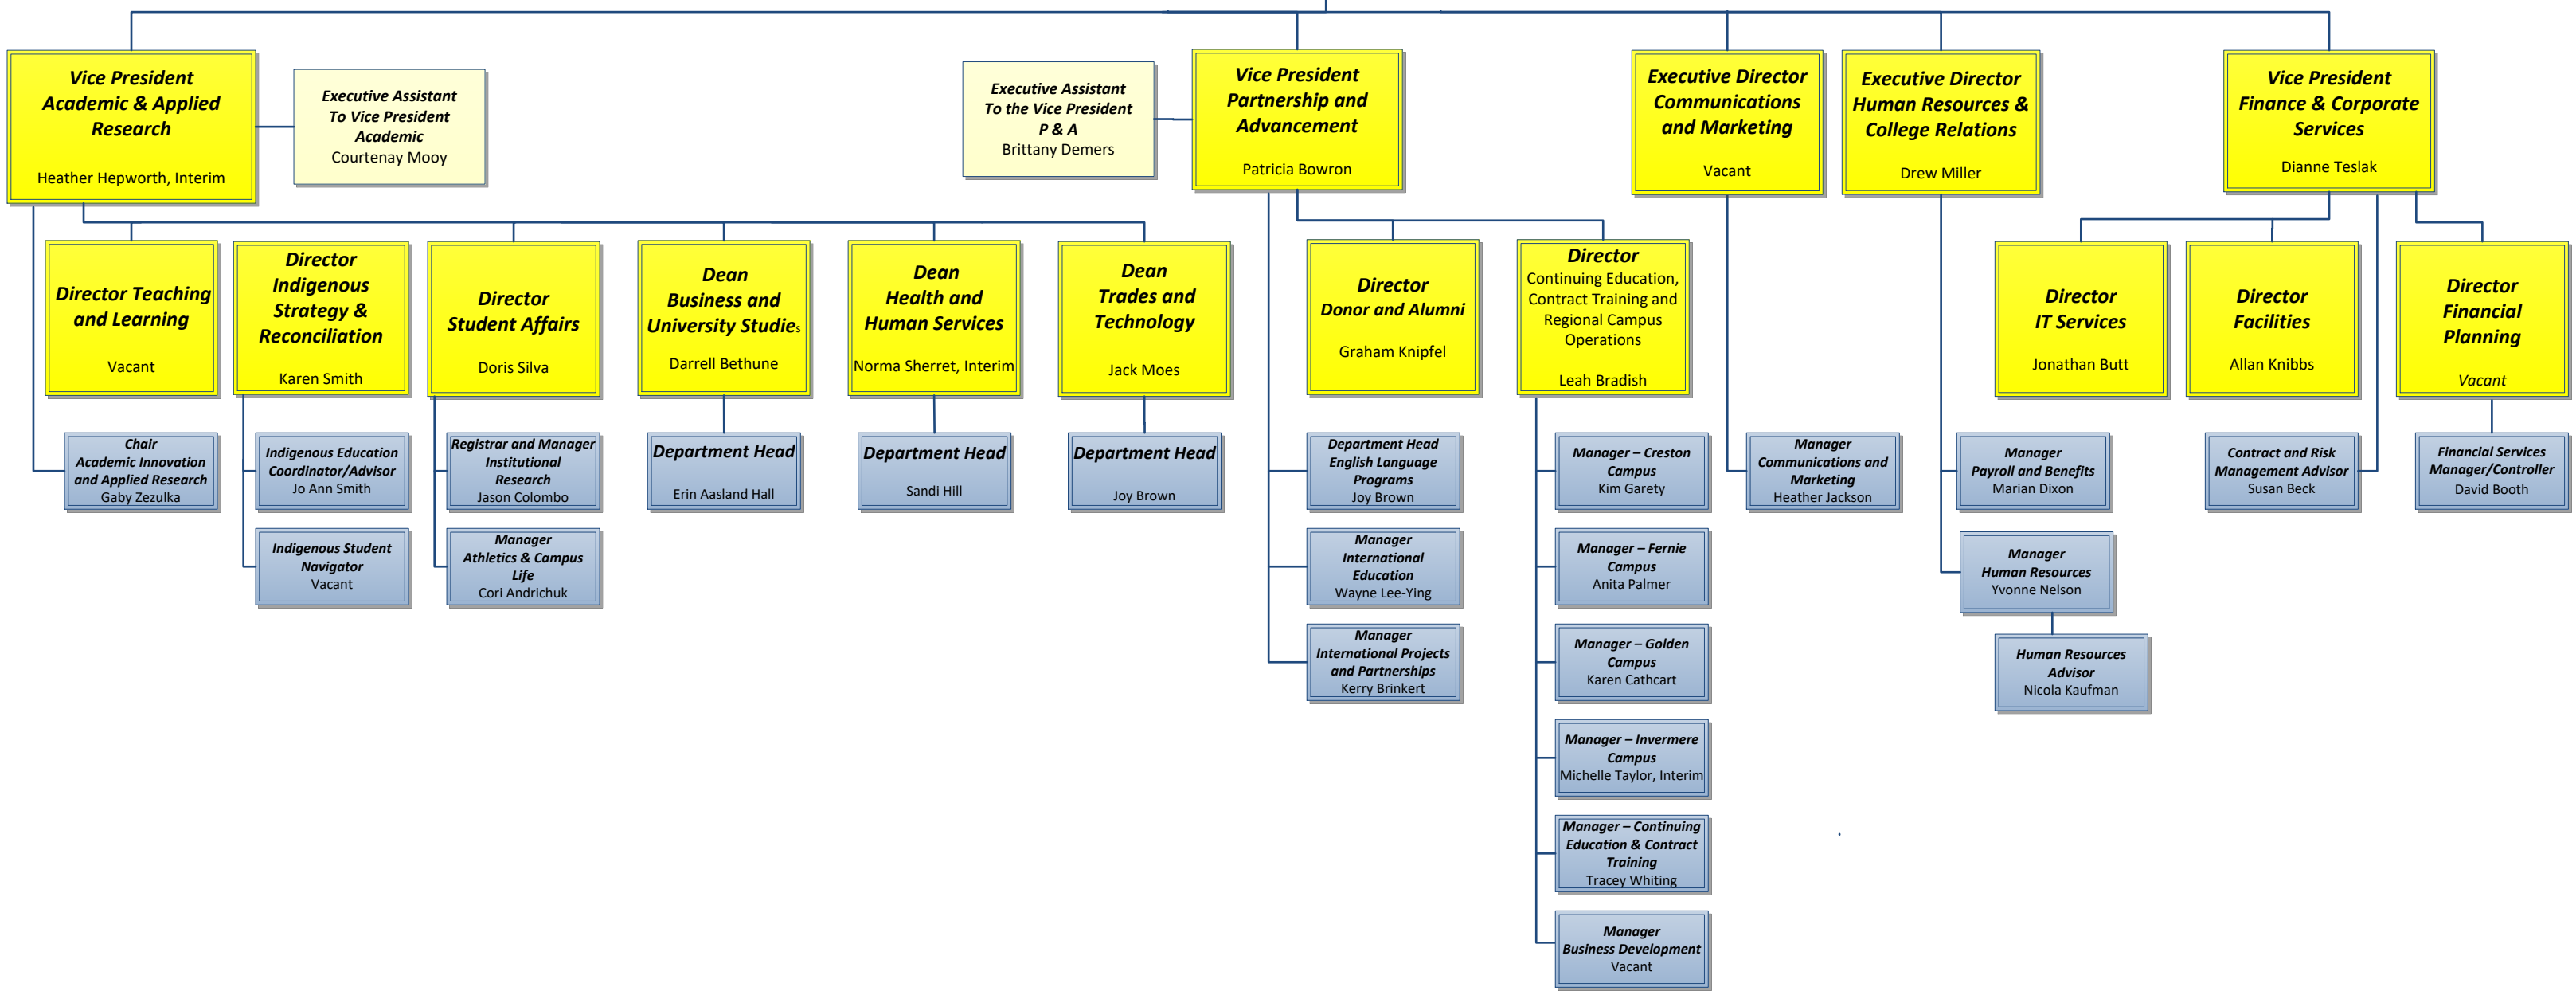 Vice President
Academic & Applied
Research
Heather Hepworth, Interim
Executive Assistant
To Vice President
Academic
Courtenay Mooy
Executive Assistant
To the Vice President
P & A
Brittany Demers
Vice President
Partnership and
Advancement
Patricia Bowron
Executive Director
Communications
and Marketing
Vacant
Executive Director
Human Resources &
College Relations
Drew Miller
Vice President
Finance & Corporate
Services
Dianne Teslak
Director Teaching
and Learning
Vacant
Director
Indigenous
Strategy &
Reconciliation
Karen Smith
Director
Student Affairs
Doris Silva
Dean
Business and
University Studies
Darrell Bethune
Dean
Health and
Human Services
Norma Sherret, Interim
Dean
Trades and
Technology
Jack Moes
Director
Donor and Alumni
Graham Knipfel
Director
Continuing Education,
Contract Training and
Regional Campus
Operations
Leah Bradish
Director
IT Services
Jonathan Butt
Director
Facilities
Allan Knibbs
Director
Financial
Planning
Vacant
Chair
Academic Innovation
and Applied Research
Gaby Zezulka
Indigenous Education
Coordinator/Advisor
Jo Ann Smith
Registrar and Manager
Institutional
Research
Jason Colombo
Department Head
Erin Aasland Hall
Department Head
Sandi Hill
Department Head
Joy Brown
Department Head
English Language
Programs
Joy Brown
Manager – Creston
Campus
Kim Garety
Manager
Communications and
Marketing
Heather Jackson
Manager
Payroll and Benefits
Marian Dixon
Contract and Risk
Management Advisor
Susan Beck
Financial Services
Manager/Controller
David Booth
Indigenous Student
Navigator
Vacant
Manager
Athletics & Campus
Life
Cori Andrichuk
Manager
International
Education
Wayne Lee-Ying
Manager – Fernie
Campus
Anita Palmer
Manager
Human Resources
Yvonne Nelson
Manager
International Projects
and Partnerships
Kerry Brinkert
Manager – Golden
Campus
Karen Cathcart
Human Resources
Advisor
Nicola Kaufman
Manager – Invermere
Campus
Michelle Taylor, Interim
Manager – Continuing
Education & Contract
Training
Tracey Whiting
Manager
Business Development
Vacant